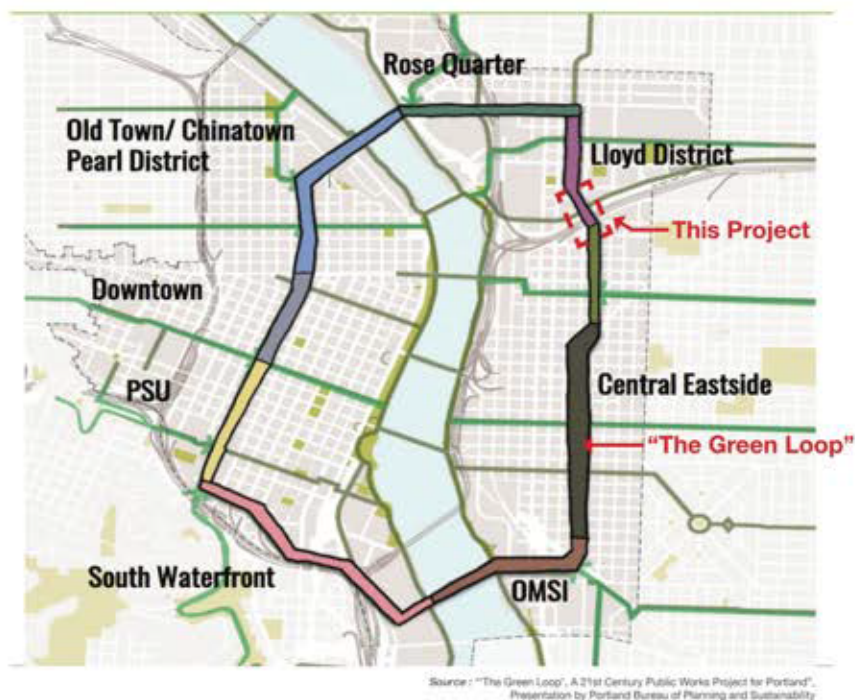 Rose Quarter
Old Town/ Chinatown
Pearl District
Lloyd District
This Project
Downtown
PSU
Central Eastside
"The Green Loop"
South Waterfront
OMSI
Source : "The Green Loop", A 21st Century Public Works Project for Portland",
Presentation by Portland Bureau of Planning and Sustainability